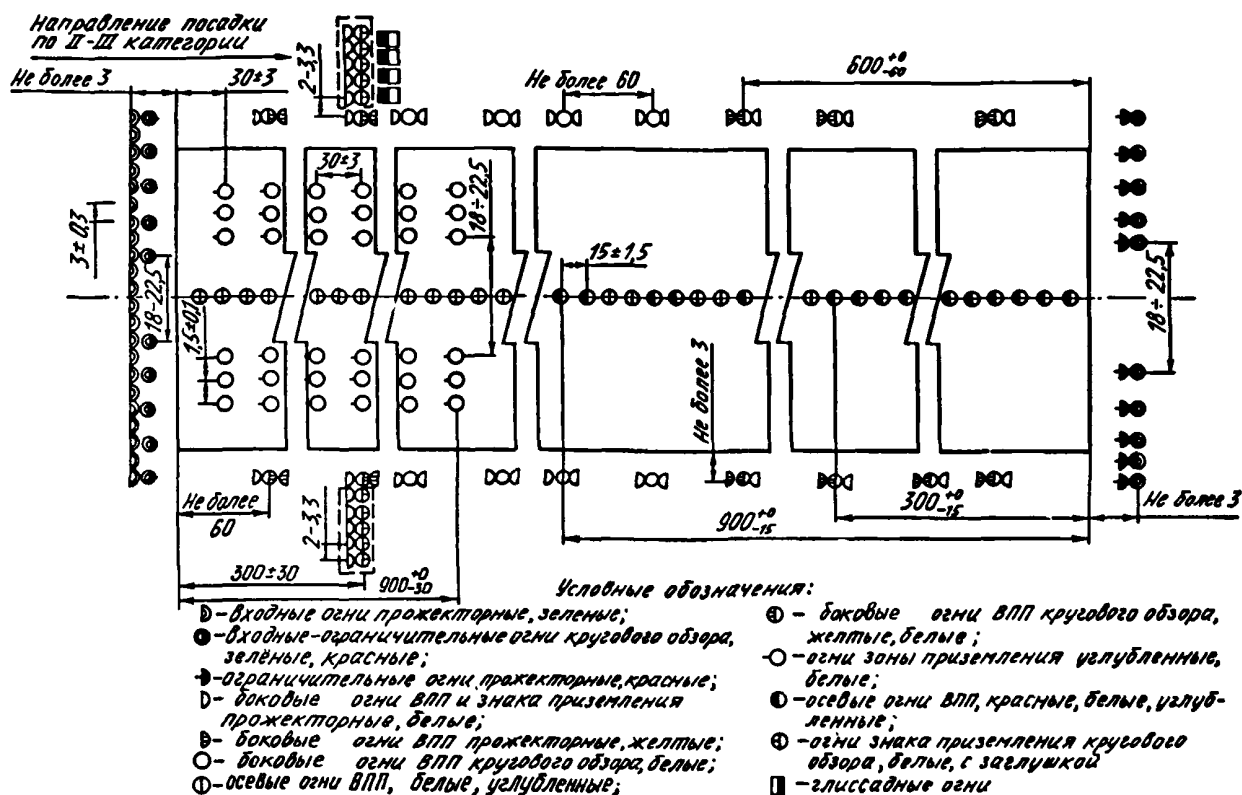 Направление посадки
по II-III категории
Не более 3
30±3
2-3,3
Не более 60
600 +0 -60
30±3
18÷22,5
3±0,3
18-22,5
1,5±0,1
15±1,5
18÷22,5
Не более 3
Не более
60
2-3,3
300±30
900 +0 -30
900 +0 -15
300 +0 -15
Не более 3
Условные обозначения:
-входные огни прожекторные, зеленые;
-входные-ограничительные огни кругового обзора,
зелёные, красные;
-ограничительные огни прожекторные, красные;
- боковые огни ВПП и знака приземления
прожекторные, белые;
- боковые огни ВПП прожекторные, желтые;
- боковые огни ВПП кругового обзора, белые;
-осевые огни ВПП, белые, углубленные;
- боковые огни ВПП кругового обзора,
желтые, белые;
-огни зоны приземления углубленные,
белые;
-осевые огни ВПП, красные, белые, углуб-
ленные;
-огни знака приземления кругового
обзора, белые, с заглушкой
-глиссадные огни